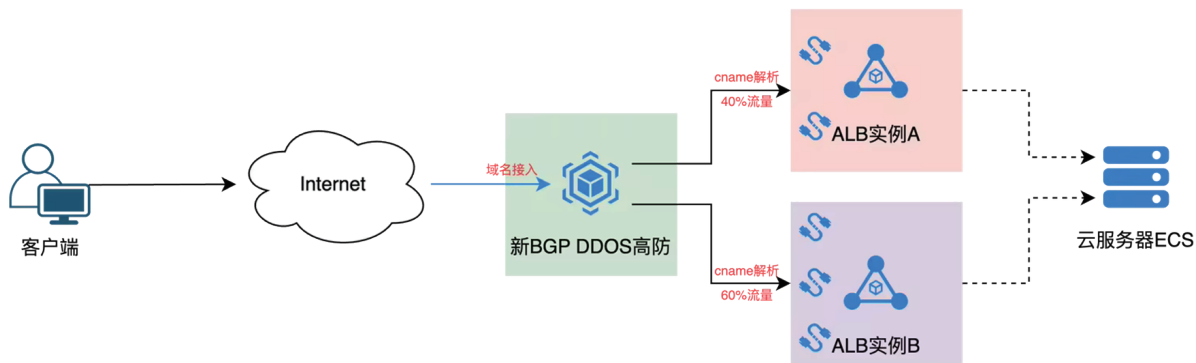 客户端
Internet
域名接入
新BGP DDOS高防
cname解析
40%流量
ALB实例A
cname解析
60%流量
ALB实例B
云服务器ECS